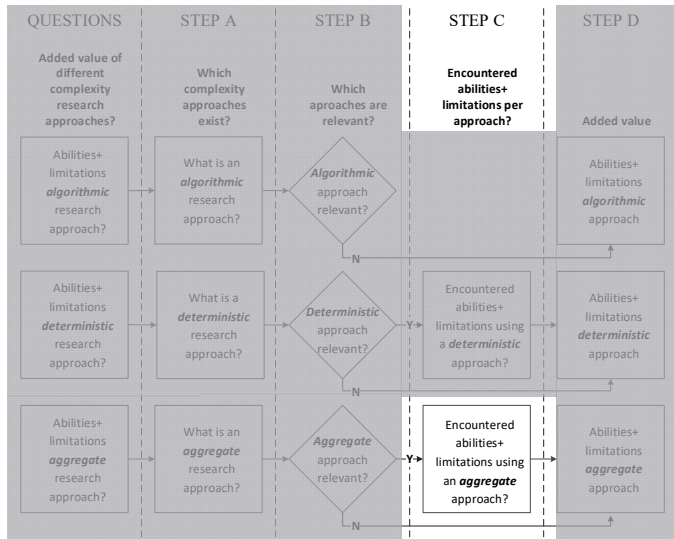 QUESTIONS
STEP A
STEP B
STEP C
STEP D
Added value of
different
complexity
research
approaches?
Which
complexity
approaches
exist?
Which
aproaches are
relevant?
Encountered
abilities+
limitations per
approach?
Added value
Abilities+
limitations
algorithmic
research
approach?
What is an
algorithmic
research
approach?
Algorithmic
approach
relevant?
Abilities+
limitations
algorithmic
approach
N
Abilities+
limitations
deterministic
research
approach?
What is a
deterministic
research
approach?
Deterministic
approach
relevant?
Y
Encountered
abilities+
limitations using
a deterministic
approach?
Abilities+
limitations
deterministic
approach
N
Abilities+
limitations
aggregate
research
approach?
What is an
aggregate
research
approach?
Aggregate
approach
relevant?
Y
Encountered
abilities+
limitations using
an aggregate
approach?
Abilities+
limitations
aggregate
approach
N